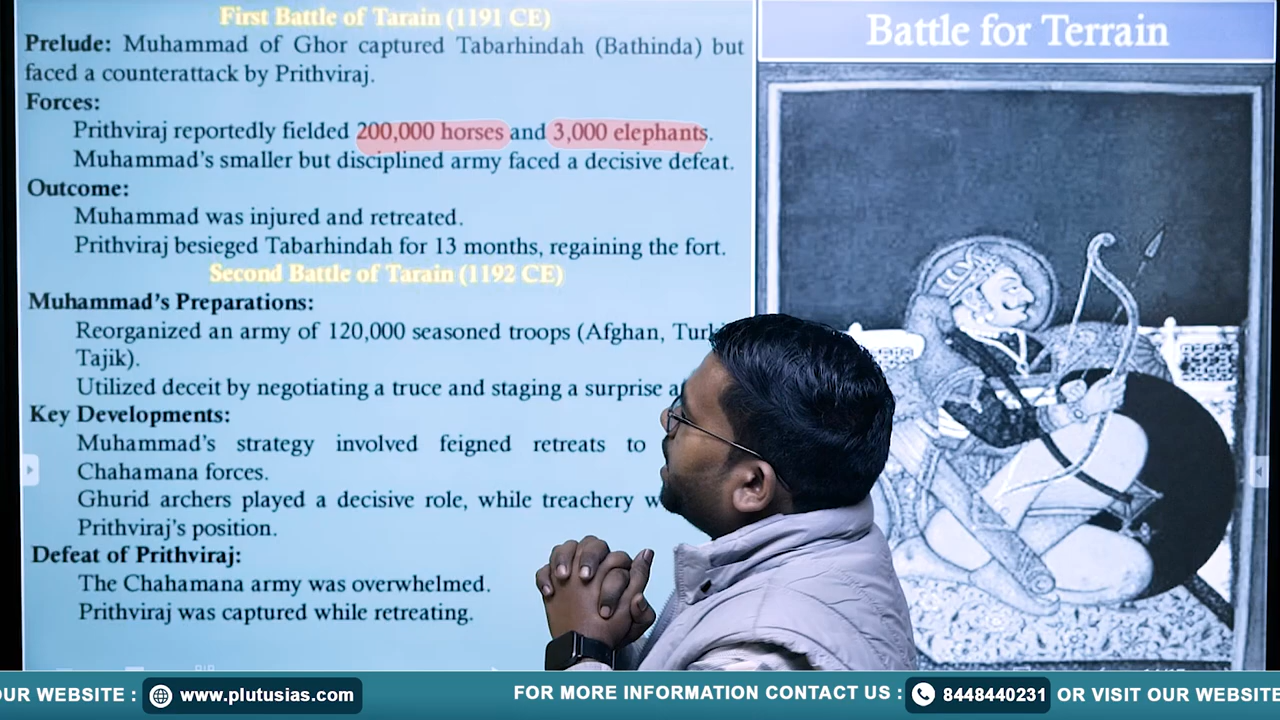 First Battle of Tarain (1191 CE)
Prelude: Muhammad of Ghor captured Tabarhindah (Bathinda) but
faced a counterattack by Prithviraj.
Forces:
Prithviraj reportedly fielded 200,000 horses and 3,000 elephants.
Muhammad's smaller but disciplined army faced a decisive defeat.
Outcome:
Muhammad was injured and retreated.
Prithviraj besieged Tabarhindah for 13 months, regaining the fort.
Second Battle of Tarain (1192 CE)
Muhammad's Preparations:
Reorganized an army of 120,000 seasoned troops (Afghan,
Tajik).
Utilized deceit by negotiating a truce and staging a surprise
Key Developments:
Muhammad's strategy involved feigned retreats to
Chahamana forces.
Ghurid archers played a decisive role, while treachery
Prithviraj's position.
Defeat of Prithviraj:
The Chahamana army was overwhelmed.
Prithviraj was captured while retreating.
Battle for Terrain
OUR WEBSITE : www.plutusias.com FOR MORE INFORMATION CONTACT US : 8448440231 OR VISIT OUR WEBSITE